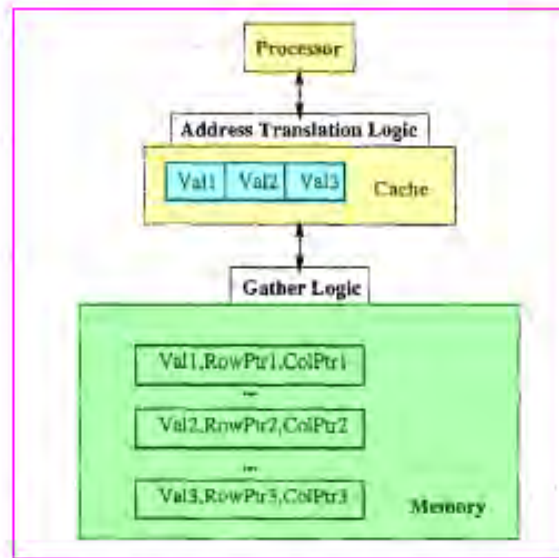 Processor
Address Translation Logic
Val1 Val2 Val3
Cache
Gather Logic
Val1,RowPtr1,ColPtr1
...
Val2,RowPtr2,ColPtr2
...
Val3,RowPtr3,ColPtr3
Memory